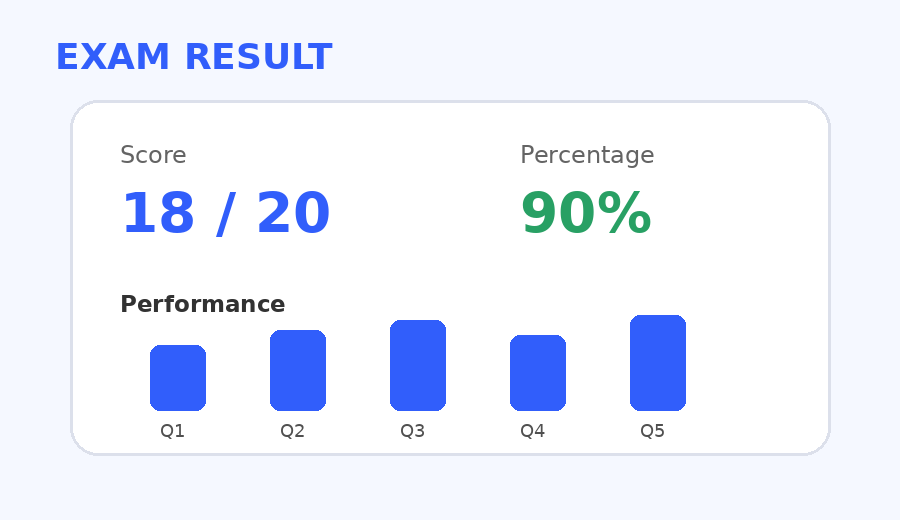 EXAM RESULT
Score Percentage
18 / 20 90%
Performance
Q1 Q2 Q3 Q4 Q5